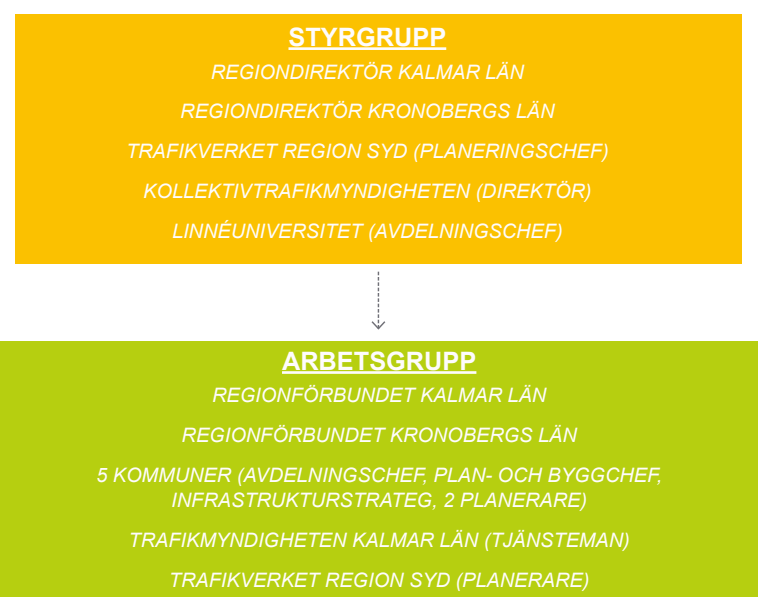 STYRGRUPP
REGIONDIREKTÖR KALMAR LÄN
REGIONDIREKTÖR KRONOBERGS LÄN
TRAFIKVERKET REGION SYD (PLANERINGSCHEF)
KOLLEKTIVTRAFIKMYNDIGHETEN (DIREKTÖR)
LINNÉUNIVERSITET (AVDELNINGSCHEF)
ARBETSGRUPP
REGIONFÖRBUNDET KALMAR LÄN
REGIONFÖRBUNDET KRONOBERGS LÄN
5 KOMMUNER (AVDELNINGSCHEF, PLAN- OCH BYGGCHEF,
INFRASTRUKTURSTRATEG, 2 PLANERARE)
TRAFIKMYNDIGHETEN KALMAR LÄN (TJÄNSTEMAN)
TRAFIKVERKET REGION SYD (PLANERARE)